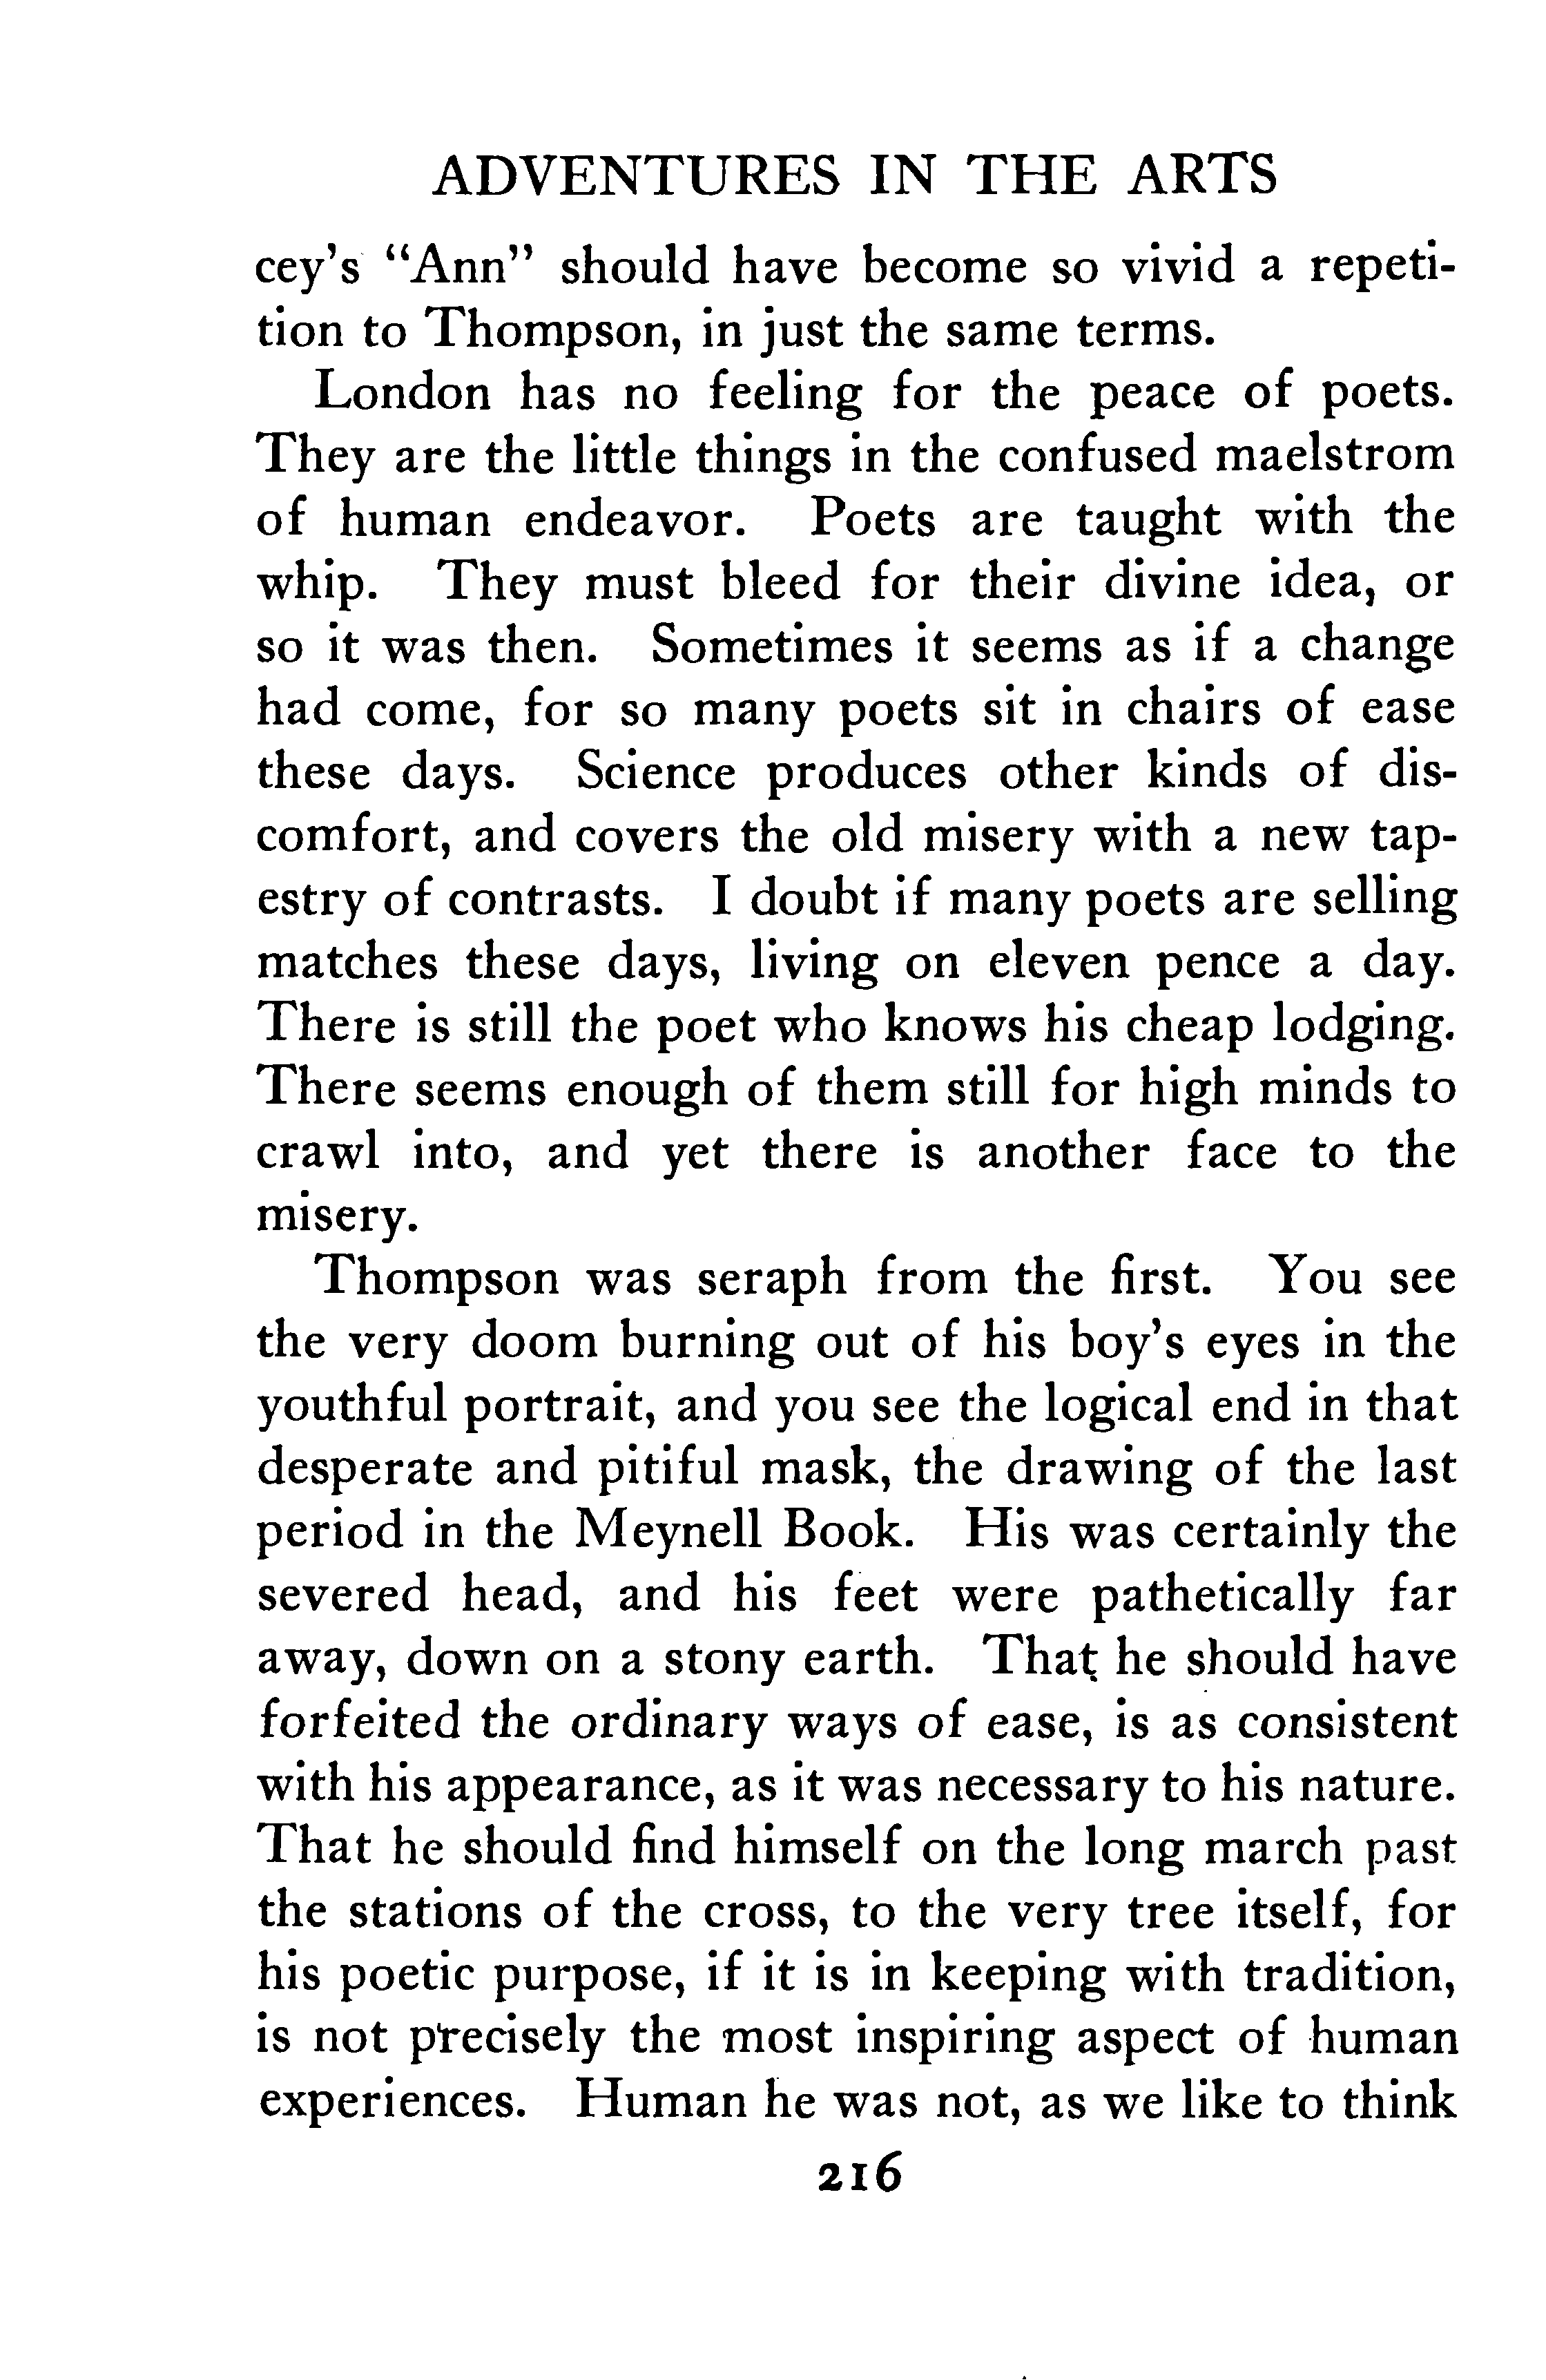 ADVENTURES IN THE ARTS
cey's "Ann" should have become so vivid a repeti-
tion to Thompson, in just the same terms.
London has no feeling for the peace of poets.
They are the little things in the confused maelstrom
of human endeavor. Poets are taught with the
whip. They must bleed for their divine idea, or
so it was then. Sometimes it seems as if a change
had come, for so many poets sit in chairs of ease
these days. Science produces other kinds of dis-
comfort, and covers the old misery with a new tap-
estry of contrasts. I doubt if many poets are selling
matches these days, living on eleven pence a day.
There is still the poet who knows his cheap lodging.
There seems enough of them still for high minds to
crawl into, and yet there is another face to the
misery.
Thompson was seraph from the first. You see
the very doom burning out of his boy's eyes in the
youthful portrait, and you see the logical end in that
desperate and pitiful mask, the drawing of the last
period in the Meynell Book. His was certainly the
severed head, and his feet were pathetically far
away, down on a stony earth. That he should have
forfeited the ordinary ways of ease, is as consistent
with his appearance, as it was necessary to his nature.
That he should find himself on the long march past
the stations of the cross, to the very tree itself, for
his poetic purpose, if it is in keeping with tradition,
is not precisely the most inspiring aspect of human
experiences. Human he was not, as we like to think
216